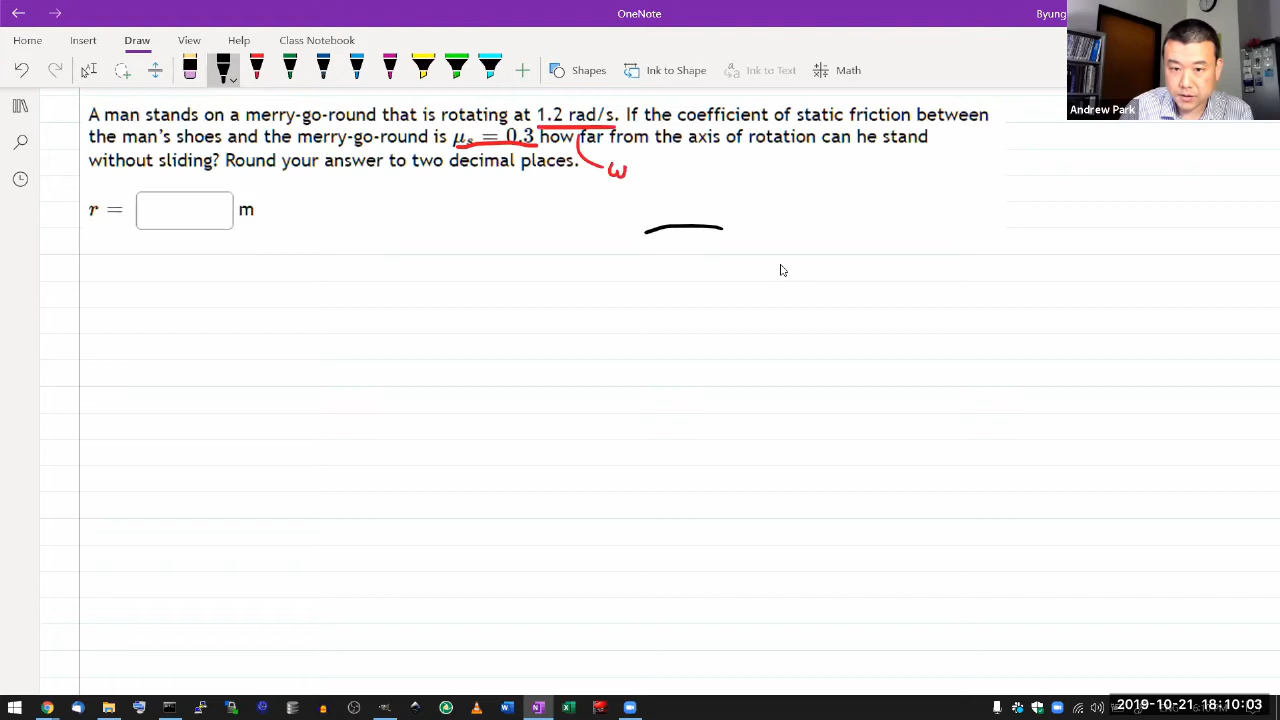 OneNote
Byung
Home Insert Draw View Help Class Notebook
Shapes Ink to Shape Ink to Text Math
Andrew Park
A man stands on a merry-go-round that is rotating at 1.2 rad/s. If the coefficient of static friction between
the man's shoes and the merry-go-round is μₛ = 0.3 how far from the axis of rotation can he stand
without sliding? Round your answer to two decimal places.
ω
r = m
2019-10-21 18:10:03